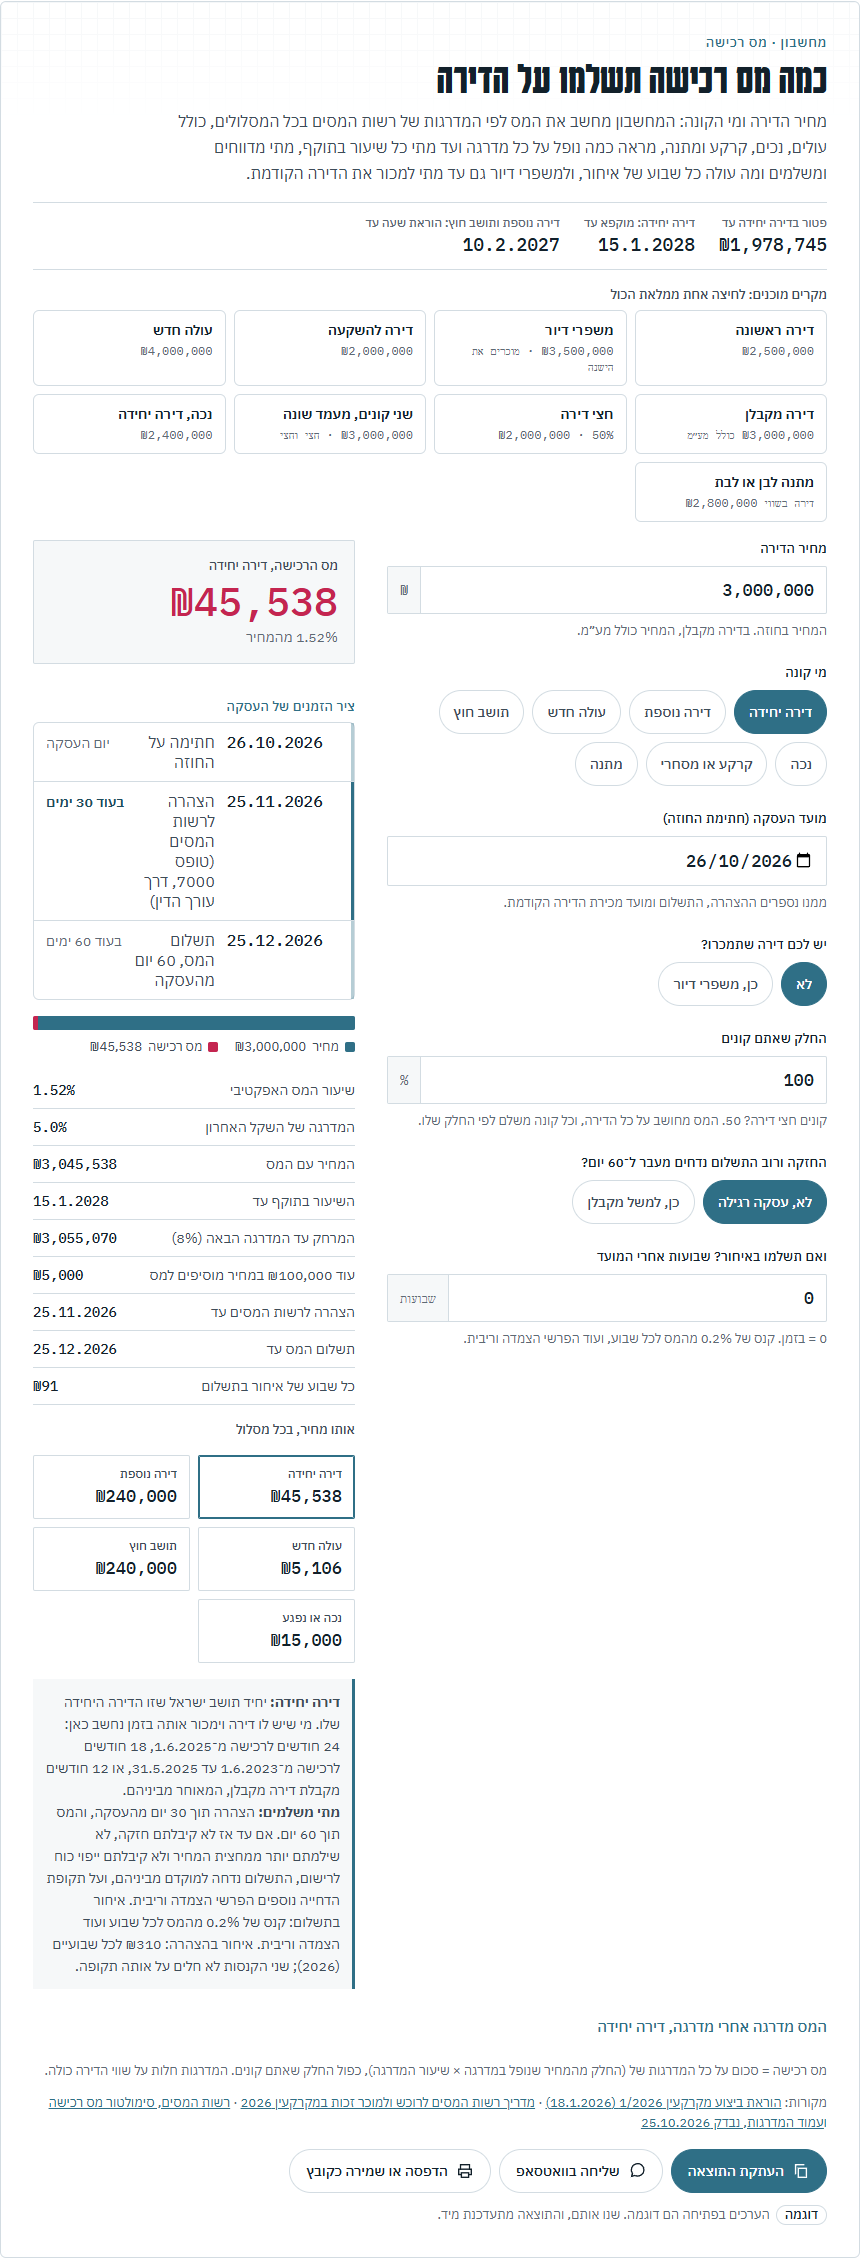 מחשבון · מס רכישה
כמה מס רכישה תשלמו על הדירה
מחיר הדירה ומי הקונה: המחשבון מחשב את המס לפי המדרגות של רשות המסים בכל המסלולים, כולל
עולים, נכים, קרקע ומתנה, מראה כמה נופל על כל מדרגה ועד מתי כל שיעור בתוקף, מתי מדווחים
ומשלמים ומה עולה כל שבוע של איחור, ולמשפרי דיור גם עד מתי למכור את הדירה הקודמת.
פטור בדירה יחידה עד
₪1,978,745
דירה יחידה: מוקפא עד
15.1.2028
דירה נוספת ותושב חוץ: הוראת שעה עד
10.2.2027
מקרים מוכנים: לחיצה אחת ממלאת הכול
דירה ראשונה
₪2,500,000
משפרי דיור
₪3,500,000 · מוכרים את
הישנה
דירה להשקעה
₪2,000,000
עולה חדש
₪4,000,000
דירה מקבלן
₪3,000,000 כולל מע״מ
חצי דירה
₪2,000,000 · 50%
שני קונים, מעמד שונה
₪3,000,000 · חצי וחצי
נכה, דירה יחידה
₪2,400,000
מתנה לבן או לבת
דירה בשווי ₪2,800,000
מחיר הדירה
3,000,000
₪
המחיר בחוזה. בדירה מקבלן, המחיר כולל מע״מ.
מי קונה
דירה יחידה
דירה נוספת
עולה חדש
תושב חוץ
נכה
קרקע או מסחרי
מתנה
מועד העסקה (חתימת החוזה)
26/10/2026
ממנו נספרים ההצהרה, התשלום ומועד מכירת הדירה הקודמת.
יש לכם דירה שתמכרו?
לא
כן, משפרי דיור
החלק שאתם קונים
100
%
קונים חצי דירה? 50. המס מחושב על כל הדירה, וכל קונה משלם לפי החלק שלו.
החזקה ורוב התשלום נדחים מעבר ל־60 יום?
לא, עסקה רגילה
כן, למשל מקבלן
ואם תשלמו באיחור? שבועות אחרי המועד
0
שבועות
0 = בזמן. קנס של 0.2% מהמס לכל שבוע, ועוד הפרשי הצמדה וריבית.
מס הרכישה, דירה יחידה
₪45,538
1.52% מהמחיר
ציר הזמנים של העסקה
26.10.2026
חתימה על
החוזה
יום העסקה
25.11.2026
הצהרה
לרשות
המסים
(טופס
7000, דרך
עורך הדין)
בעוד 30 ימים
25.12.2026
תשלום
המס, 60 יום
מהעסקה
בעוד 60 ימים
מחיר ₪3,000,000
מס רכישה ₪45,538
שיעור המס האפקטיבי 1.52%
המדרגה של השקל האחרון 5.0%
המחיר עם המס ₪3,045,538
השיעור בתוקף עד 15.1.2028
המרחק עד המדרגה הבאה (8%) ₪3,055,070
עוד ₪100,000 במחיר מוסיפים למס ₪5,000
הצהרה לרשות המסים עד 25.11.2026
תשלום המס עד 25.12.2026
כל שבוע של איחור בתשלום ₪91
אותו מחיר, בכל מסלול
דירה יחידה
₪45,538
דירה נוספת
₪240,000
עולה חדש
₪5,106
תושב חוץ
₪240,000
נכה או נפגע
₪15,000
דירה יחידה: יחיד תושב ישראל שזו הדירה היחידה
שלו. מי שיש לו דירה וימכור אותה בזמן נחשב כאן:
24 חודשים לרכישה מ־1.6.2025, 18 חודשים
לרכישה מ־1.6.2023 עד 31.5.2025, או 12 חודשים
מקבלת דירה מקבלן, המאוחר מביניהם.
מתי משלמים: הצהרה תוך 30 יום מהעסקה, והמס
תוך 60 יום. אם עד אז לא קיבלתם חזקה, לא
שילמתם יותר ממחצית המחיר ולא קיבלתם ייפוי כוח
לרישום, התשלום נדחה למוקדם מביניהם, ועל תקופת
הדחייה נוספים הפרשי הצמדה וריבית. איחור
בתשלום: קנס של 0.2% מהמס לכל שבוע ועוד
הצמדה וריבית. איחור בהצהרה: ₪310 לכל שבועיים
(2026); שני הקנסות לא חלים על אותה תקופה.
המס מדרגה אחרי מדרגה, דירה יחידה
מס רכישה = סכום על כל המדרגות של (החלק מהמחיר שנופל במדרגה × שיעור המדרגה), כפול החלק שאתם קונים. המדרגות חלות על שווי הדירה כולה.
מקורות: הוראת ביצוע מקרקעין 1/2026 (18.1.2026) · מדריך רשות המסים לרוכש ולמוכר זכות במקרקעין 2026 · רשות המסים, סימולטור מס רכישה
ועמוד המדרגות, נבדק 25.10.2026
העתקת התוצאה
שליחה בוואטסאפ
הדפסה או שמירה כקובץ
דוגמה הערכים בפתיחה הם דוגמה. שנו אותם, והתוצאה מתעדכנת מיד.